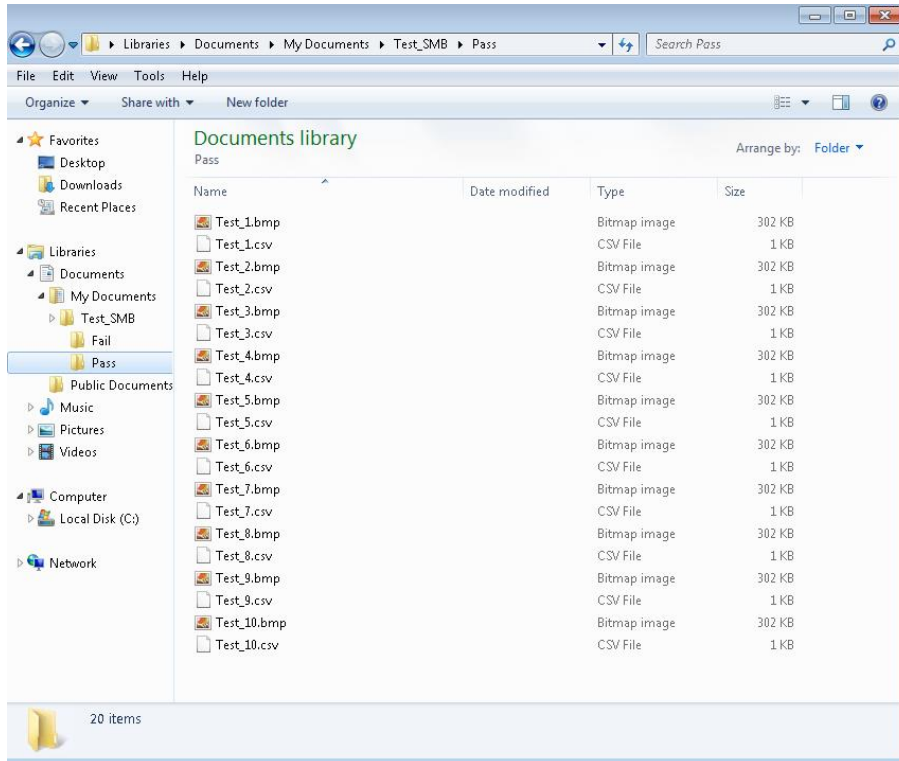 Libraries Documents My Documents Test_SMB Pass Search Pass
File Edit View Tools Help
Organize Share with New folder
Favorites
Desktop
Downloads
Recent Places
Libraries
Documents
My Documents
Test_SMB
Fail
Pass
Public Documents
Music
Pictures
Videos
Computer
Local Disk (C:)
Network
Documents library
Pass
Arrange by: Folder
Name Date modified Type Size
Test_1.bmp Bitmap image 302 KB
Test_1.csv CSV File 1 KB
Test_2.bmp Bitmap image 302 KB
Test_2.csv CSV File 1 KB
Test_3.bmp Bitmap image 302 KB
Test_3.csv CSV File 1 KB
Test_4.bmp Bitmap image 302 KB
Test_4.csv CSV File 1 KB
Test_5.bmp Bitmap image 302 KB
Test_5.csv CSV File 1 KB
Test_6.bmp Bitmap image 302 KB
Test_6.csv CSV File 1 KB
Test_7.bmp Bitmap image 302 KB
Test_7.csv CSV File 1 KB
Test_8.bmp Bitmap image 302 KB
Test_8.csv CSV File 1 KB
Test_9.bmp Bitmap image 302 KB
Test_9.csv CSV File 1 KB
Test_10.bmp Bitmap image 302 KB
Test_10.csv CSV File 1 KB
20 items